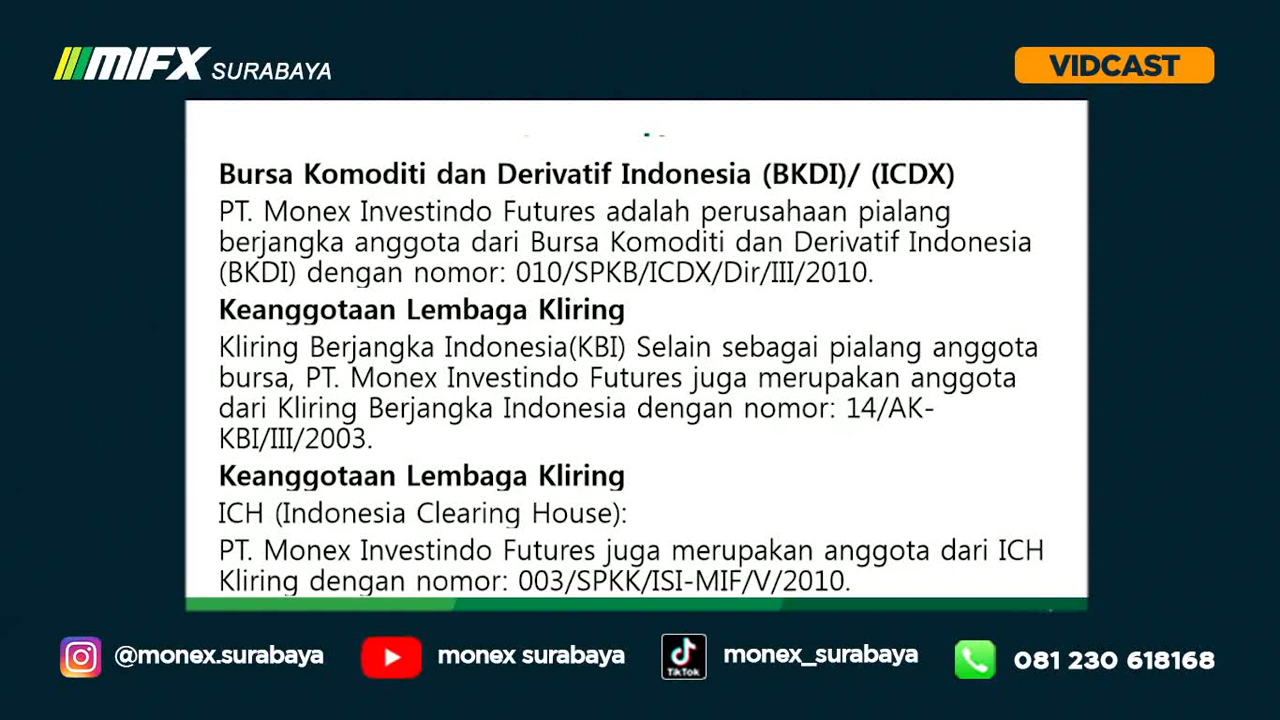 MIFX SURABAYA
VIDCAST
Bursa Komoditi dan Derivatif Indonesia (BKDI)/ (ICDX)
PT. Monex Investindo Futures adalah perusahaan pialang
berjangka anggota dari Bursa Komoditi dan Derivatif Indonesia
(BKDI) dengan nomor: 010/SPKB/ICDX/Dir/III/2010.
Keanggotaan Lembaga Kliring
Kliring Berjangka Indonesia(KBI) Selain sebagai pialang anggota
bursa, PT. Monex Investindo Futures juga merupakan anggota
dari Kliring Berjangka Indonesia dengan nomor: 14/AK-
KBI/III/2003.
Keanggotaan Lembaga Kliring
ICH (Indonesia Clearing House):
PT. Monex Investindo Futures juga merupakan anggota dari ICH
Kliring dengan nomor: 003/SPKK/ISI-MIF/V/2010.
@monex.surabaya
monex surabaya
TikTok
monex_surabaya
081 230 618168